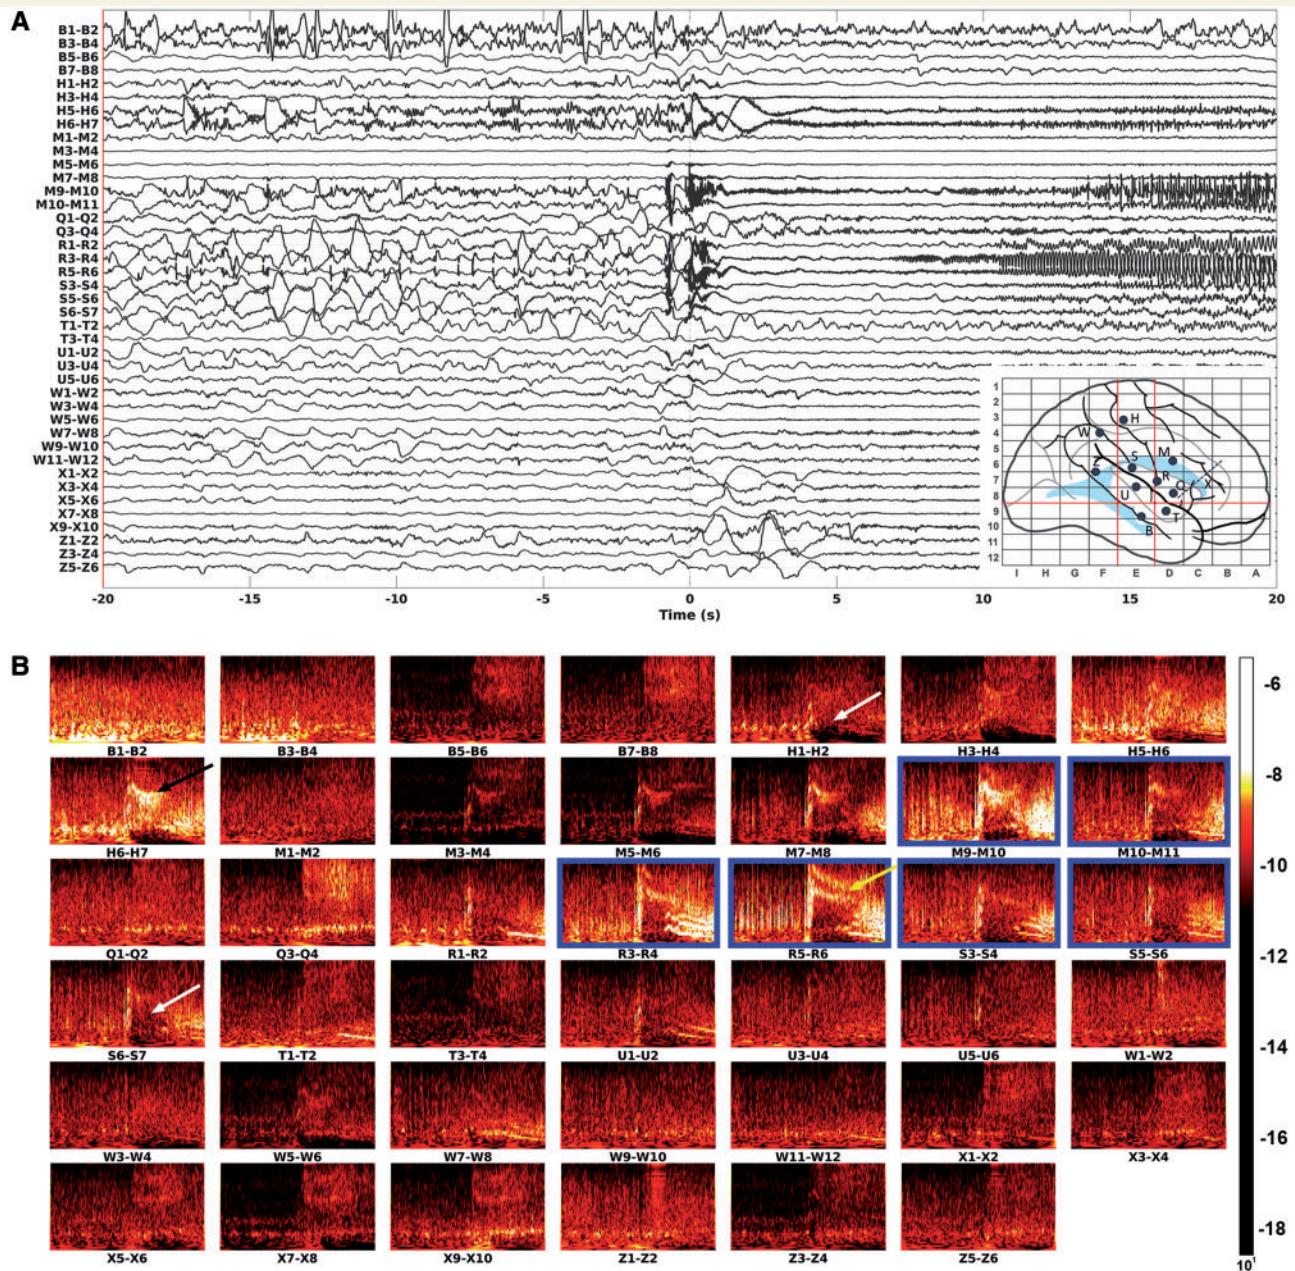 A
B1-B2
B3-B4
B5-B6
B7-B8
H1-H2
H3-H4
H5-H6
H6-H7
M1-M2
M3-M4
M5-M6
M7-M8
M9-M10
M10-M11
Q1-Q2
Q3-Q4
R1-R2
R3-R4
R5-R6
S3-S4
S5-S6
S6-S7
T1-T2
T3-T4
U1-U2
U3-U4
U5-U6
W1-W2
W3-W4
W5-W6
W7-W8
W9-W10
W11-W12
X1-X2
X3-X4
X5-X6
X7-X8
X9-X10
Z1-Z2
Z3-Z4
Z5-Z6
-20 -15 -10 -5 0 5 10 15 20
Time (s)
1
2
3
4
5
6
7
8
9
10
11
12
H
W
M
S
Z
R
Q
X
U
T
B
I H G F E D C B A
B
B1-B2 B3-B4 B5-B6 B7-B8 H1-H2 H3-H4 H5-H6
H6-H7 M1-M2 M3-M4 M5-M6 M7-M8 M9-M10 M10-M11
Q1-Q2 Q3-Q4 R1-R2 R3-R4 R5-R6 S3-S4 S5-S6
S6-S7 T1-T2 T3-T4 U1-U2 U3-U4 U5-U6 W1-W2
W3-W4 W5-W6 W7-W8 W9-W10 W11-W12 X1-X2 X3-X4
X5-X6 X7-X8 X9-X10 Z1-Z2 Z3-Z4 Z5-Z6
-6
-8
-10
-12
-14
-16
-18
10¹